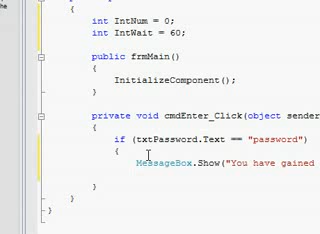 he
{
int IntNum = 0;
int IntWait = 60;
public frmMain()
{
InitializeComponent();
}
private void cmdEnter_Click(object sender
{
if (txtPassword.Text == "password")
{
MessageBox.Show("You have gained
}
}
}